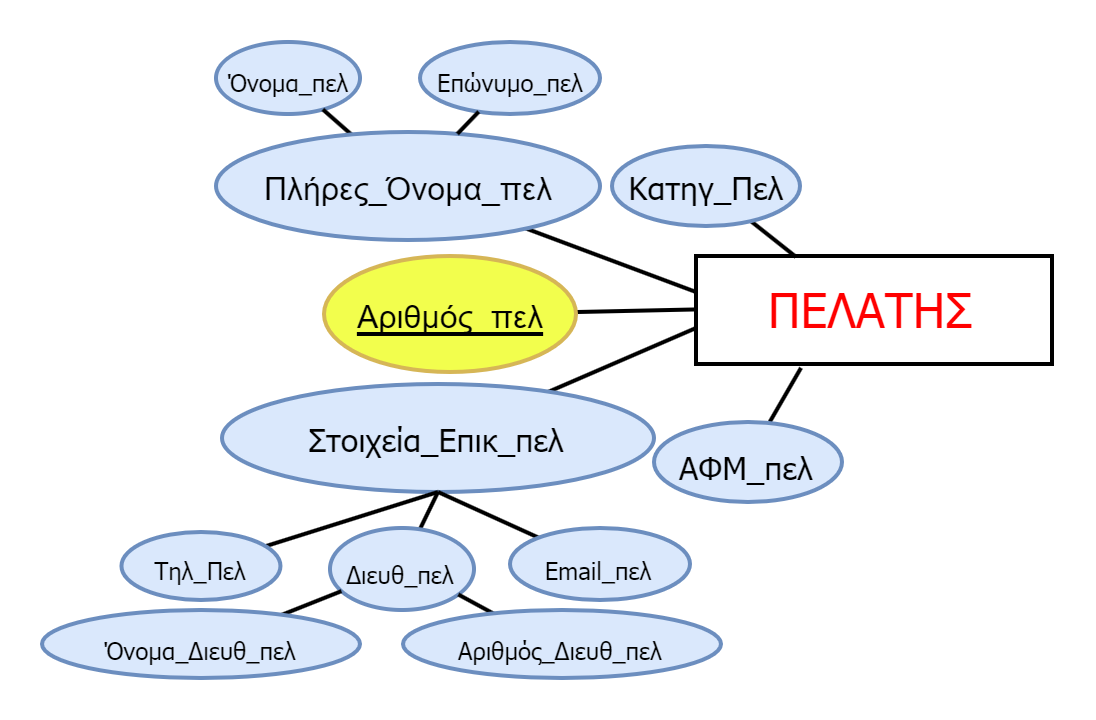 Όνομα_πελ
Επώνυμο_πελ
Πλήρες_Όνομα_πελ
Κατηγ_Πελ
Αριθμός_πελ
ΠΕΛΑΤΗΣ
Στοιχεία_Επικ_πελ
ΑΦΜ_πελ
Τηλ_Πελ
Διευθ_πελ
Email_πελ
Όνομα_Διευθ_πελ
Αριθμός_Διευθ_πελ